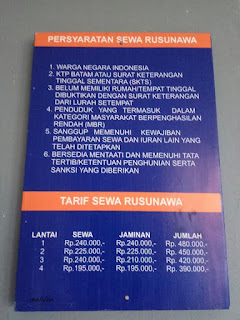 PERSYARATAN SEWA RUSUNAWA
1. WARGA NEGARA INDONESIA
2. KTP BATAM ATAU SURAT KETERANGAN
TINGGAL SEMENTARA (SKTS)
3. BELUM MEMILIKI RUMAH/TEMPAT TINGGAL
DIBUKTIKAN DENGAN SURAT KETERANGAN
DARI LURAH SETEMPAT
4. PENDUDUK YANG TERMASUK DALAM
KATEGORI MASYARAKAT BERPENGHASILAN
RENDAH (MBR)
5. SANGGUP MEMENUHI KEWAJIBAN
PEMBAYARAN SEWA DAN IURAN LAIN YANG
TELAH DITETAPKAN
6. BERSEDIA MENTAATI DAN MEMENUHI TATA
TERTIB/KETENTUAN PENGHUNIAN SERTA
SANKSI YANG DIBERIKAN
TARIF SEWA RUSUNAWA
LANTAI SEWA JAMINAN JUMLAH
1 Rp.240.000,- Rp.240.000,- Rp.480.000,-
2 Rp.225.000,- Rp.225.000,- Rp.450.000,-
3 Rp.240.000,- Rp.210.000,- Rp.420.000,-
4 Rp.195.000,- Rp.195.000,- Rp.390.000,-